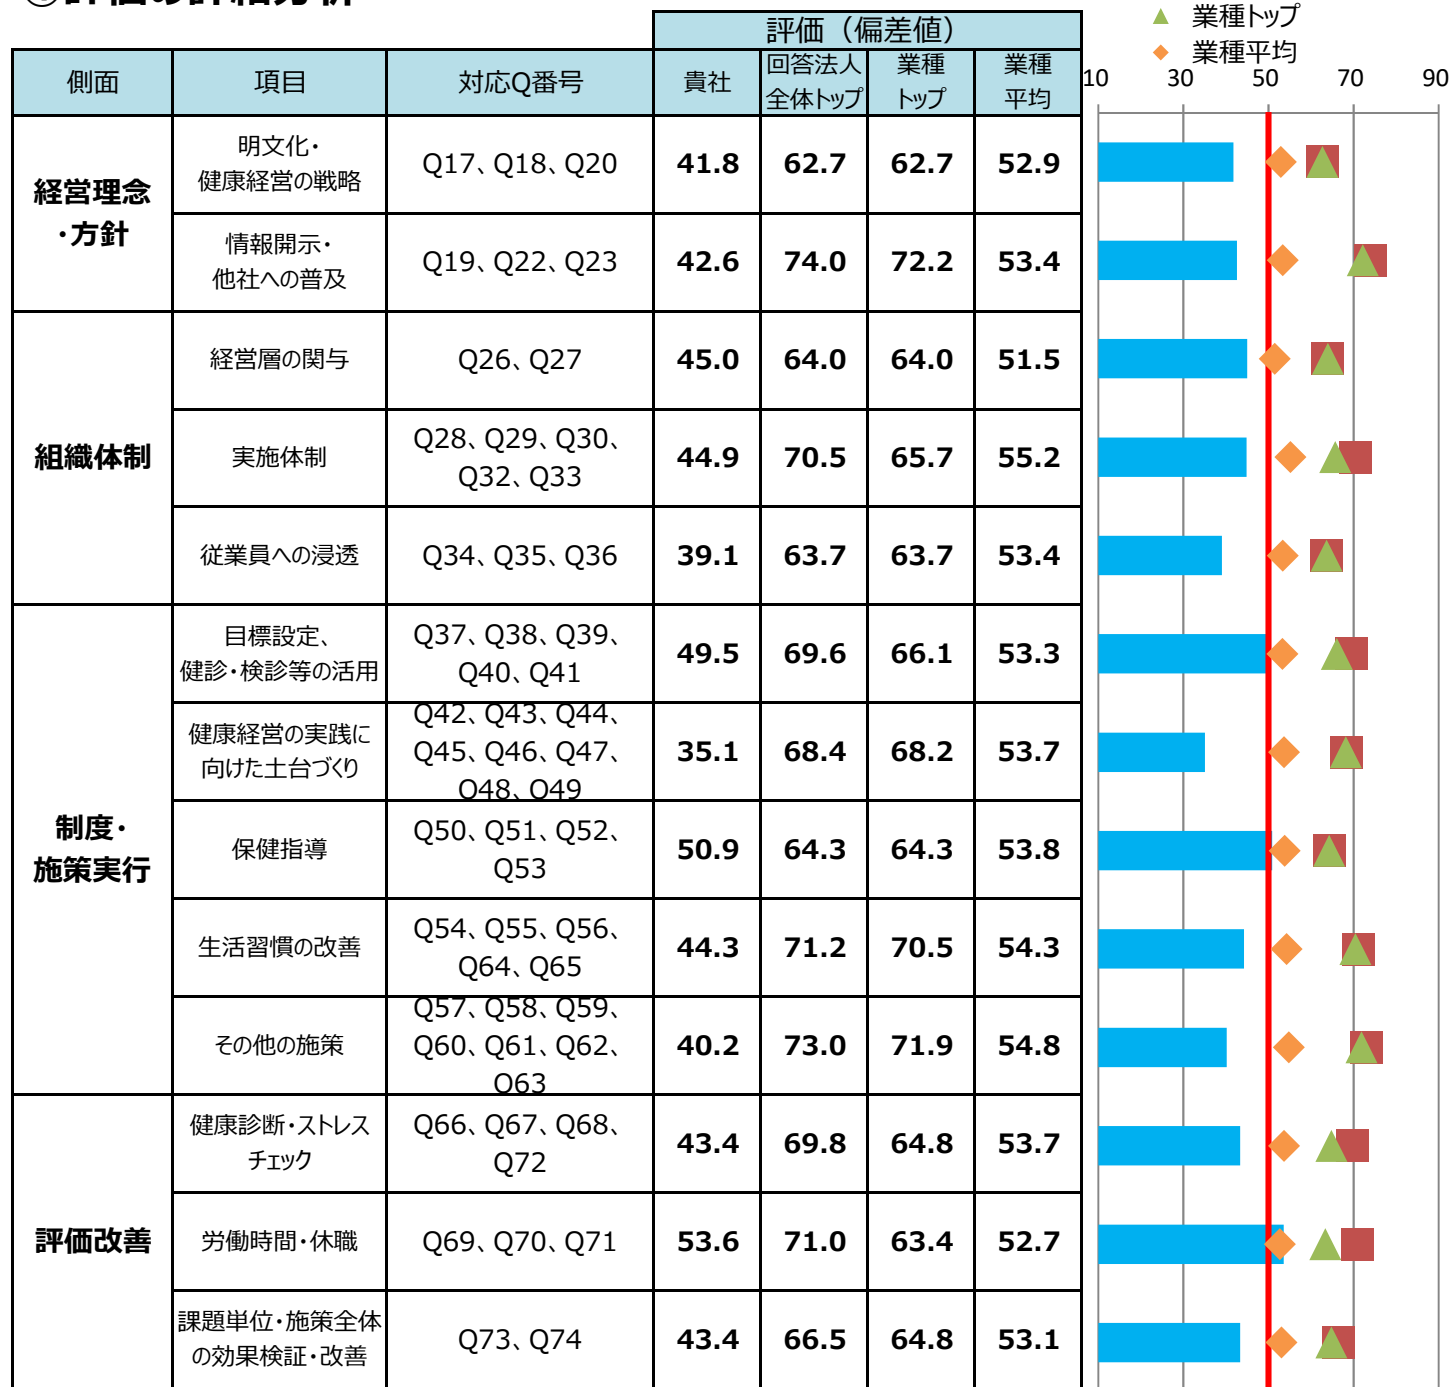 ③評価の詳細分析
▲ 業種トップ
◆ 業種平均
評価（偏差値）
側面 項目 対応Q番号 貴社 回答法人 業種 業種
全体トップ トップ 平均
10 30 50 70 90
経営理念
・方針
明文化・
健康経営の戦略
Q17、Q18、Q20 41.8 62.7 62.7 52.9
情報開示・
他社への普及
Q19、Q22、Q23 42.6 74.0 72.2 53.4
組織体制
経営層の関与 Q26、Q27 45.0 64.0 64.0 51.5
実施体制
Q28、Q29、Q30、
Q32、Q33
44.9 70.5 65.7 55.2
従業員への浸透 Q34、Q35、Q36 39.1 63.7 63.7 53.4
制度・
施策実行
目標設定、
健診・検診等の活用
Q37、Q38、Q39、
Q40、Q41
49.5 69.6 66.1 53.3
健康経営の実践に
向けた土台づくり
Q42、Q43、Q44、
Q45、Q46、Q47、
Q48、Q49
35.1 68.4 68.2 53.7
保健指導
Q50、Q51、Q52、
Q53
50.9 64.3 64.3 53.8
生活習慣の改善
Q54、Q55、Q56、
Q64、Q65
44.3 71.2 70.5 54.3
その他の施策
Q57、Q58、Q59、
Q60、Q61、Q62、
Q63
40.2 73.0 71.9 54.8
評価改善
健康診断・ストレス
チェック
Q66、Q67、Q68、
Q72
43.4 69.8 64.8 53.7
労働時間・休職 Q69、Q70、Q71 53.6 71.0 63.4 52.7
課題単位・施策全体
の効果検証・改善
Q73、Q74 43.4 66.5 64.8 53.1